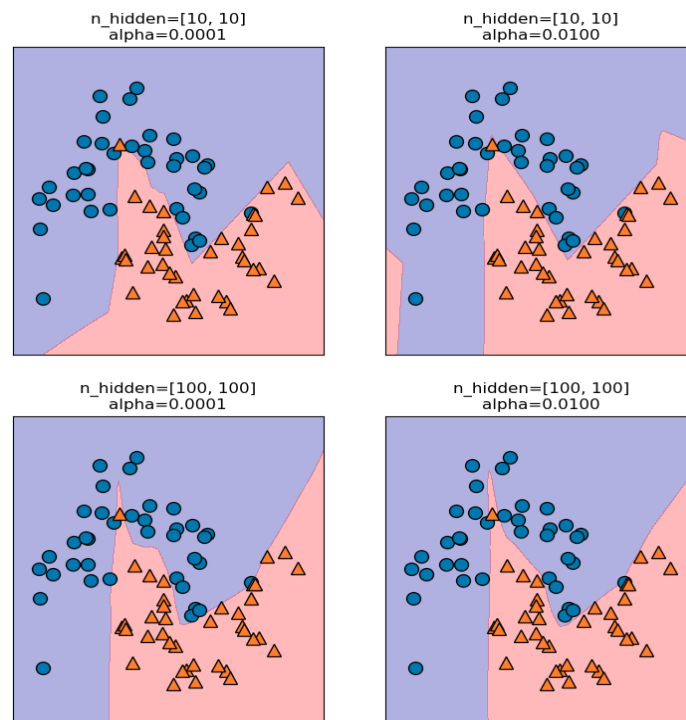 n_hidden=[10, 10]
alpha=0.0001
n_hidden=[10, 10]
alpha=0.0100
n_hidden=[100, 100]
alpha=0.0001
n_hidden=[100, 100]
alpha=0.0100